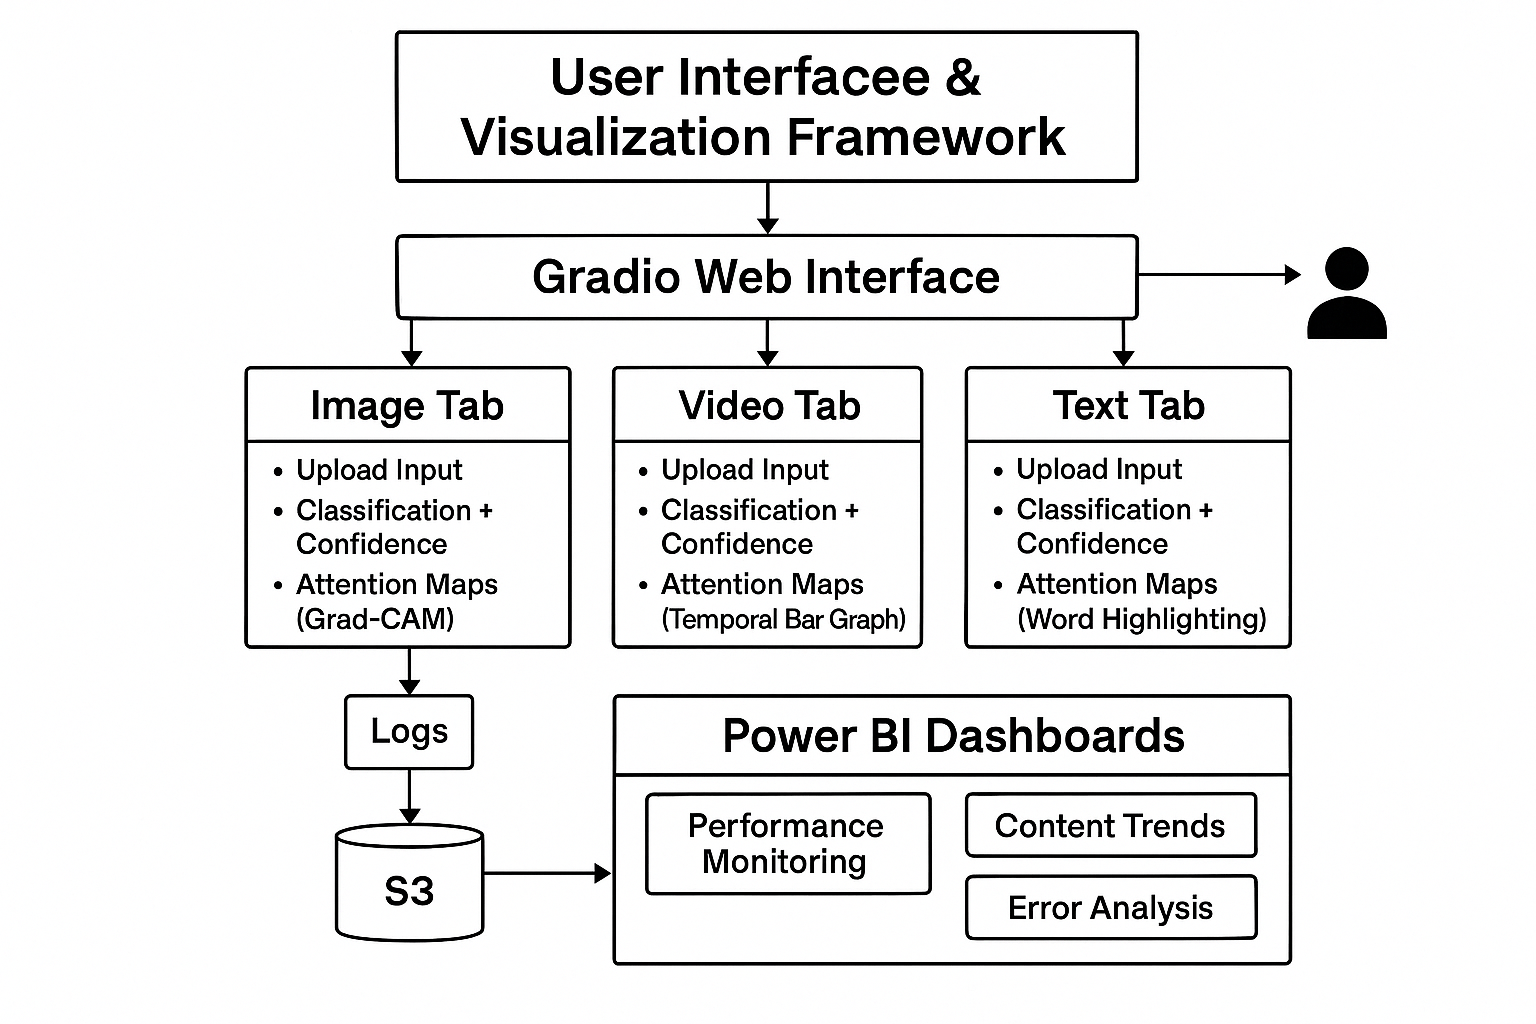 User Interfacee &
Visualization Framework
Gradio Web Interface
Image Tab
• Upload Input
• Classification +
Confidence
• Attention Maps
(Grad-CAM)
Video Tab
• Upload Input
• Classification +
Confidence
• Attention Maps
(Temporal Bar Graph)
Text Tab
• Upload Input
• Classification +
Confidence
• Attention Maps
(Word Highlighting)
Logs
S3
Power BI Dashboards
Performance
Monitoring
Content Trends
Error Analysis